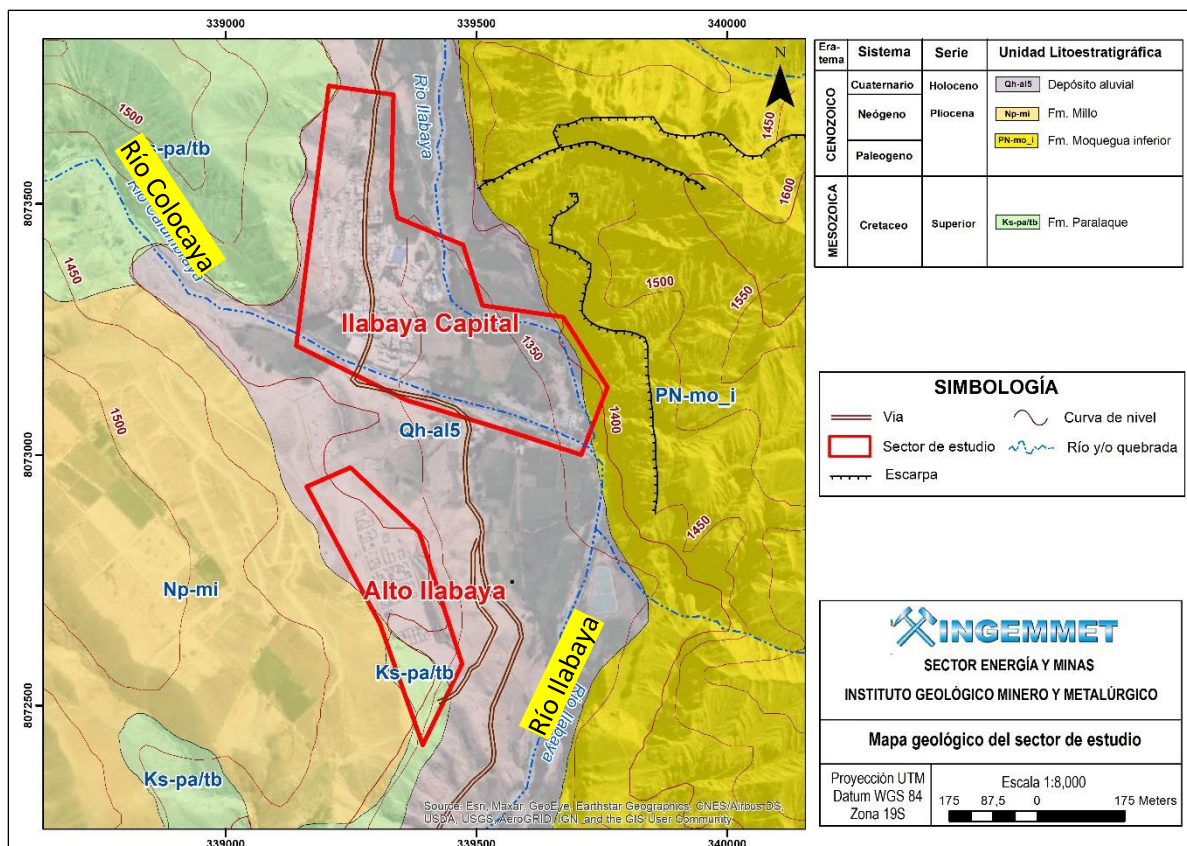 339000
339500
340000
8073500
8073000
8072500
N
1500
1450
1600
Ks-pa/tb
Río Ilabaya
Río Colocaya
1450
1500
1550
Ilabaya Capital
1350
1500
PN-mo_i
1400
Qh-al5
1450
Np-mi
Alto Ilabaya
Ks-pa/tb
Río Ilabaya
Río Ilabaya
Ks-pa/tb
Source: Esri, Maxar, GeoEye, Earthstar Geographics, CNES/Airbus DS,
USDA, USGS, AeroGRID, IGN, and the GIS User Community
339000
339500
340000
Era-
tema
Sistema
Serie
Unidad Litoestratigráfica
CENOZOICO
Cuaternario
Holoceno
Qh-al5
Depósito aluvial
Neógeno
Pliocena
Np-mi
Fm. Millo
PN-mo_i
Fm. Moquegua inferior
Paleogeno
MESOZOICA
Cretaceo
Superior
Ks-pa/tb
Fm. Paralaque
SIMBOLOGÍA
Via
Curva de nivel
Sector de estudio
Río y/o quebrada
Escarpa
INGEMMET
SECTOR ENERGÍA Y MINAS
INSTITUTO GEOLÓGICO MINERO Y METALÚRGICO
Mapa geológico del sector de estudio
Proyección UTM
Datum WGS 84
Zona 19S
Escala 1:8,000
175 87,5 0 175 Meters